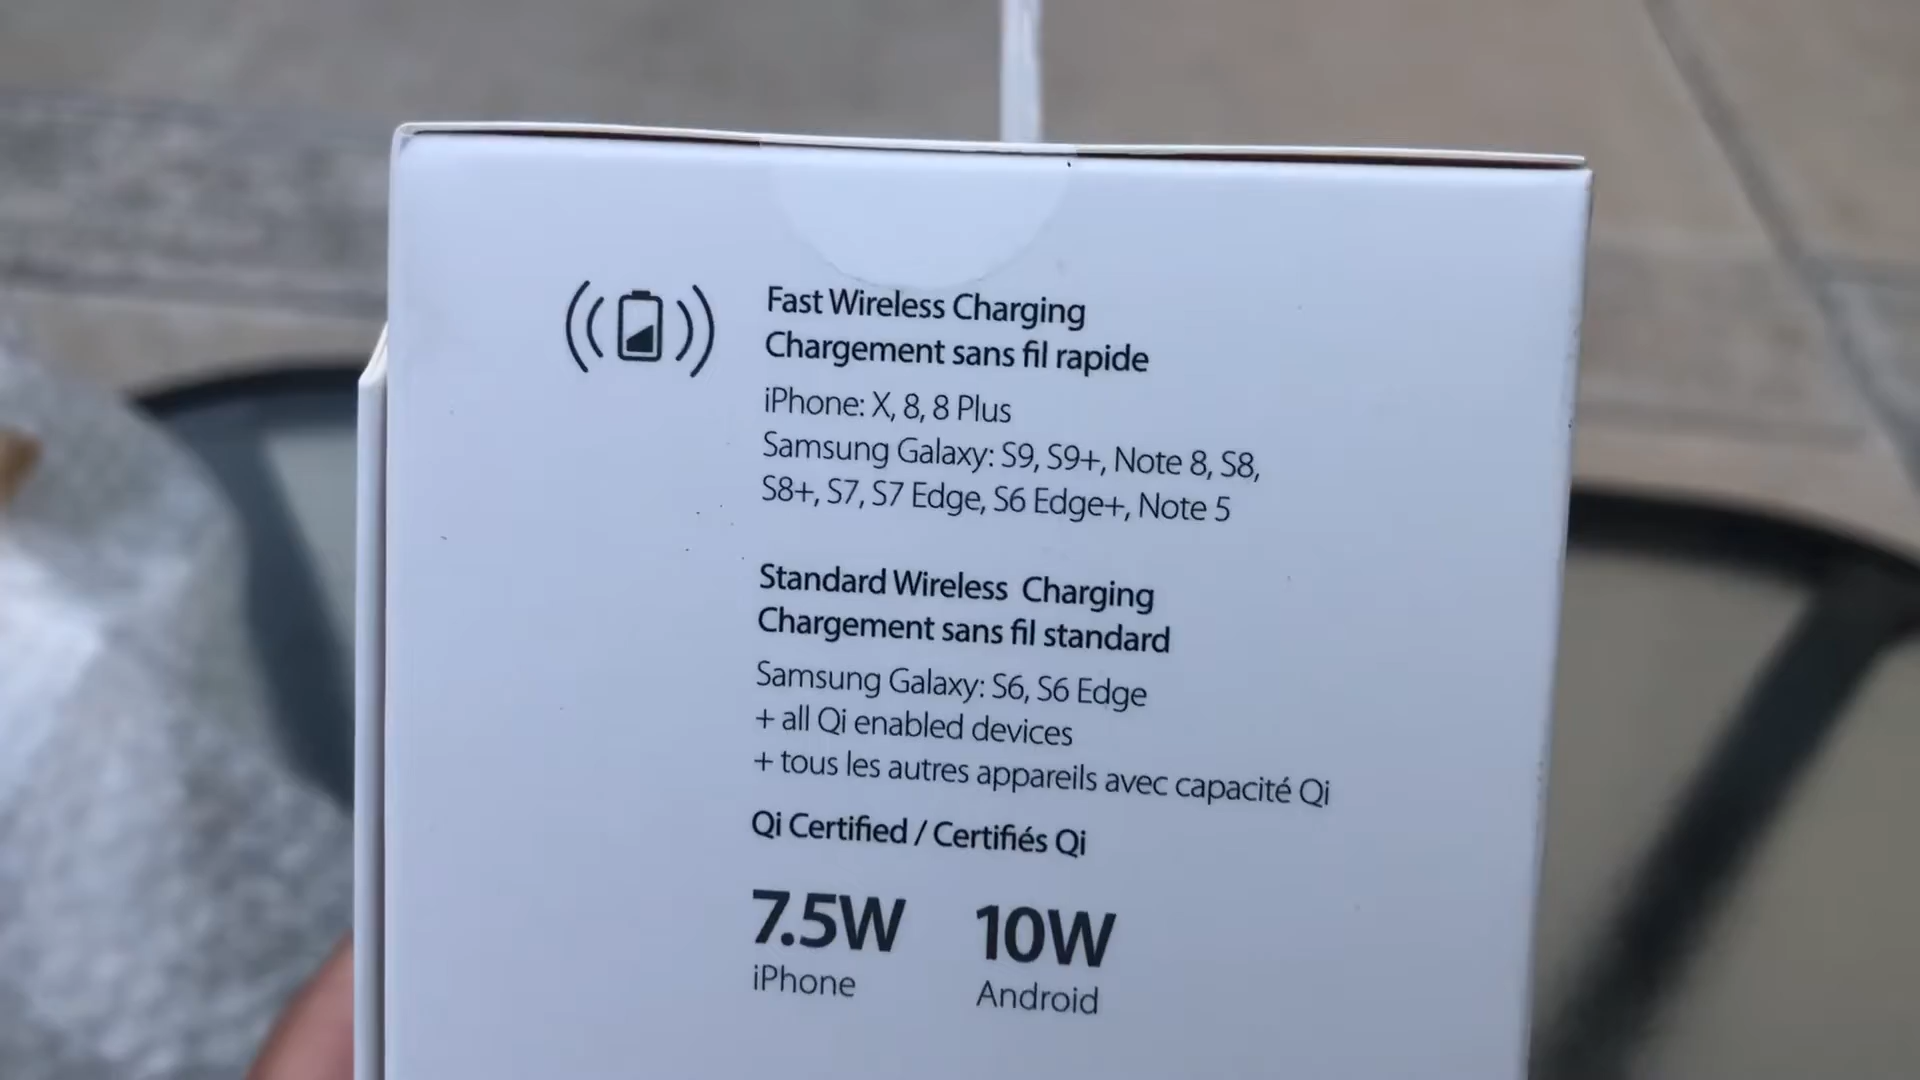 Fast Wireless Charging
Chargement sans fil rapide
iPhone: X, 8, 8 Plus
Samsung Galaxy: S9, S9+, Note 8, S8,
S8+, S7, S7 Edge, S6 Edge+, Note 5
Standard Wireless Charging
Chargement sans fil standard
Samsung Galaxy: S6, S6 Edge
+ all Qi enabled devices
+ tous les autres appareils avec capacité Qi
Qi Certified / Certifiés Qi
7.5W 10W
iPhone Android